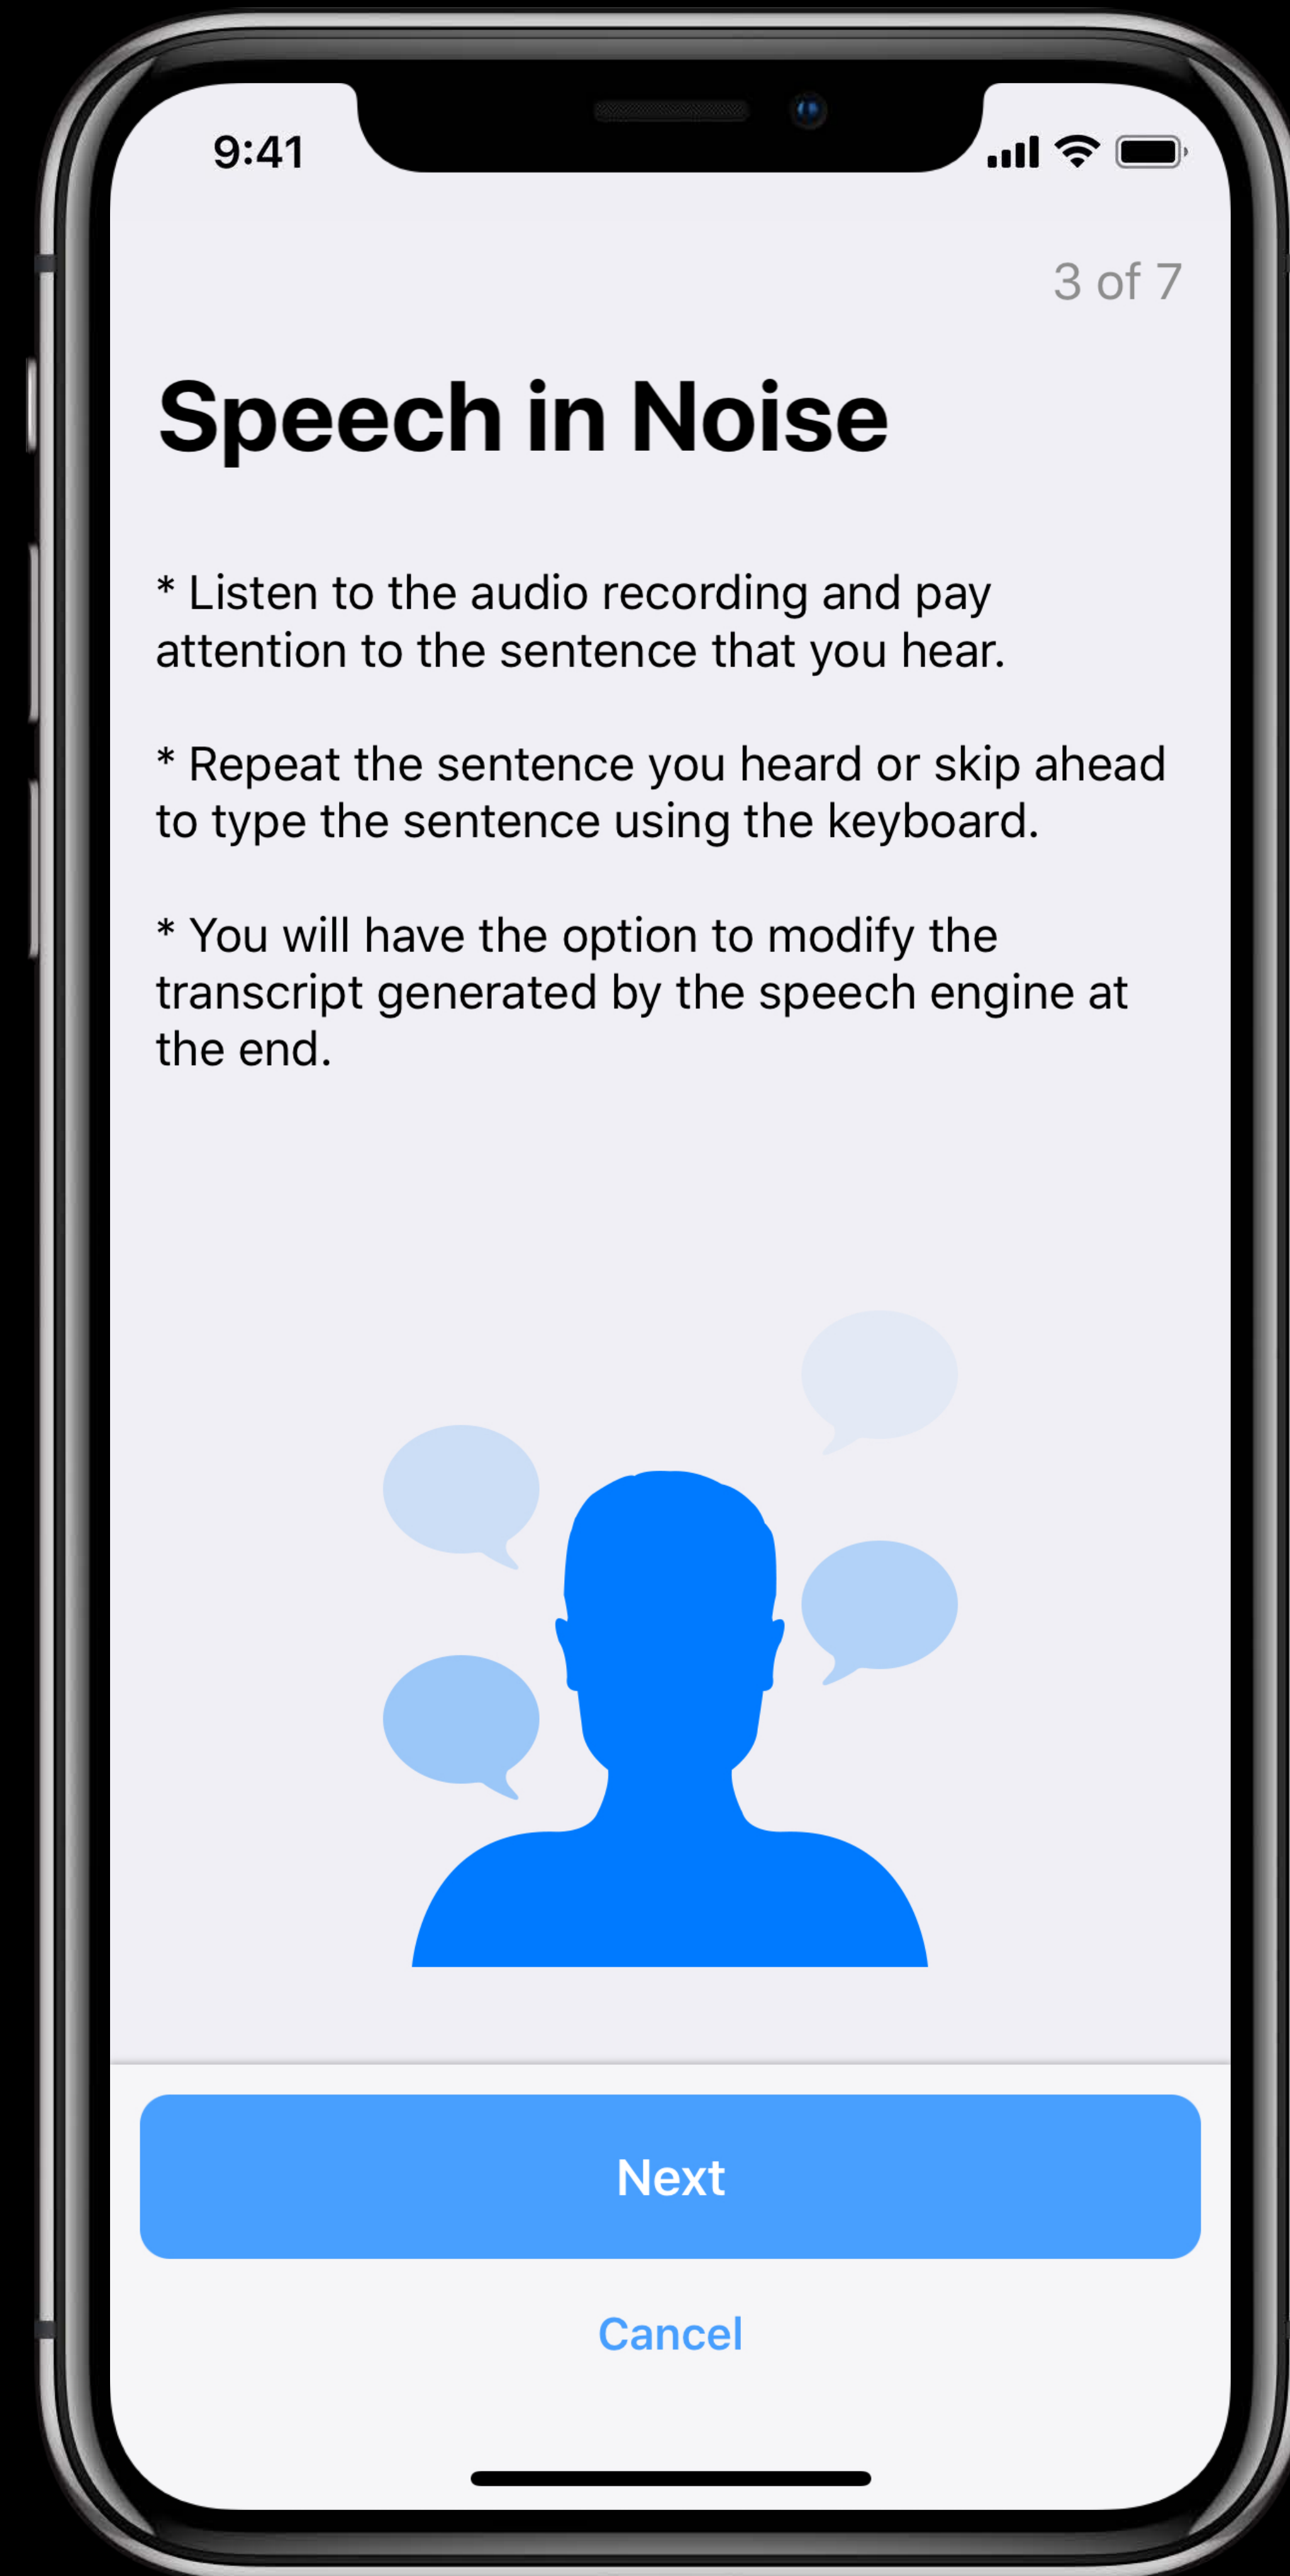 9:41
3 of 7
Speech in Noise
* Listen to the audio recording and pay
attention to the sentence that you hear.
* Repeat the sentence you heard or skip ahead
to type the sentence using the keyboard.
* You will have the option to modify the
transcript generated by the speech engine at
the end.
Next
Cancel